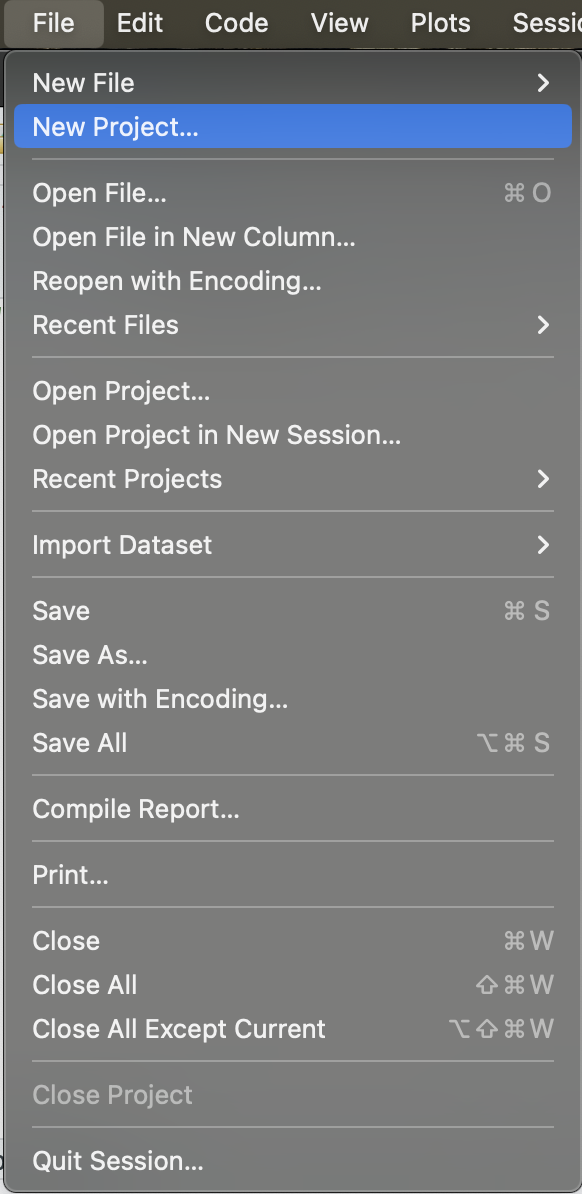 File Edit Code View Plots Sessio
New File
New Project...
Open File... ⌘ O
Open File in New Column...
Reopen with Encoding...
Recent Files
Open Project...
Open Project in New Session...
Recent Projects
Import Dataset
Save ⌘ S
Save As...
Save with Encoding...
Save All ⌥⌘ S
Compile Report...
Print...
Close ⌘W
Close All ⇧⌘W
Close All Except Current ⌥⇧⌘W
Close Project
Quit Session...